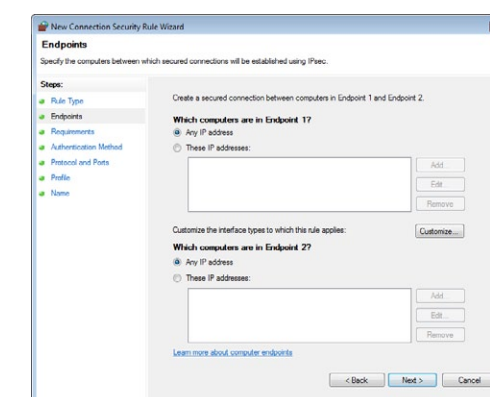 New Connection Security Rule Wizard
Endpoints
Specify the computers between which secured connections will be established using IPsec.
Steps:
Rule Type
Endpoints
Requirements
Authentication Method
Protocol and Ports
Profile
Name
Create a secured connection between computers in Endpoint 1 and Endpoint 2.
Which computers are in Endpoint 1?
Any IP address
These IP addresses:
Add...
Edit...
Remove
Customize the interface types to which this rule applies:
Customize...
Which computers are in Endpoint 2?
Any IP address
These IP addresses:
Add...
Edit...
Remove
Learn more about computer endpoints
< Back
Next >
Cancel